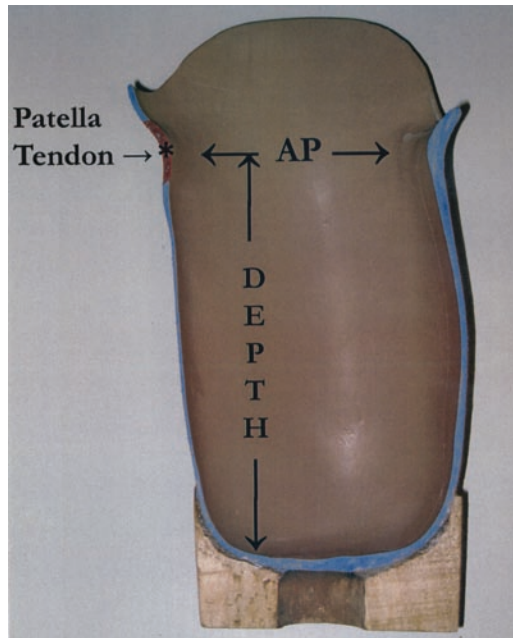 Patella
Tendon → * ← AP →
D
E
P
T
H